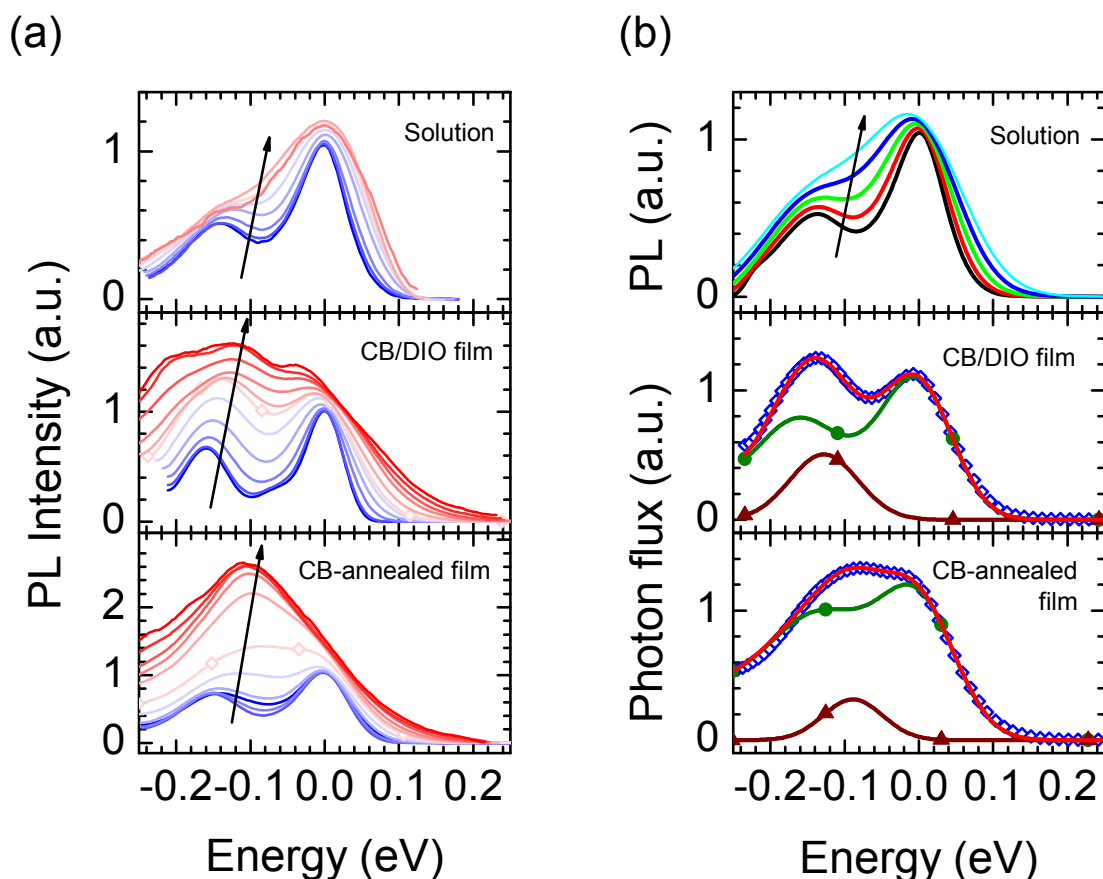 (a)
(b)
PL Intensity (a.u.)
1
0
Solution
1
0
CB/DIO film
2
1
0
CB-annealed film
-0.2 -0.1 0.0 0.1 0.2
Energy (eV)
PL (a.u.)
1
0
Solution
Photon flux (a.u.)
1
0
CB/DIO film
1
0
CB-annealed
film
-0.2 -0.1 0.0 0.1 0.2
Energy (eV)